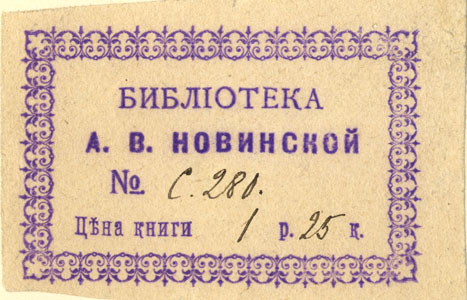 БИБЛІОТЕКА
А. В. НОВИНСКОЙ
№ С. 280.
Цѣна книги 1 р. 25 к.